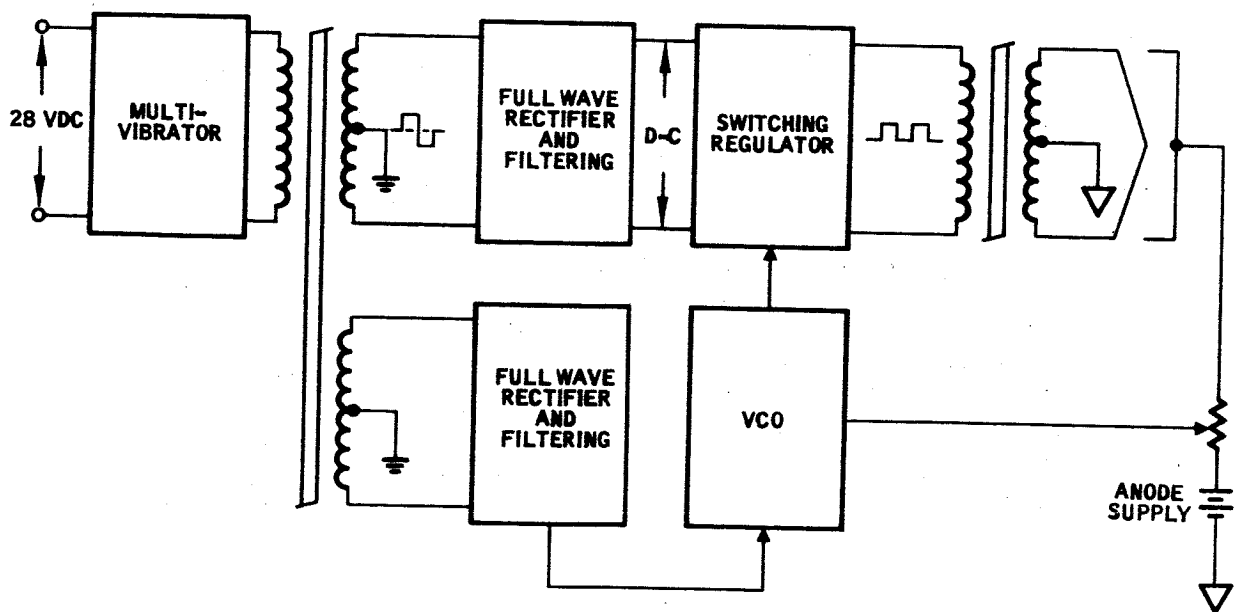 28 VDC
MULTI-
VIBRATOR
FULL WAVE
RECTIFIER
AND
FILTERING
D-C
SWITCHING
REGULATOR
FULL WAVE
RECTIFIER
AND
FILTERING
VCO
ANODE
SUPPLY